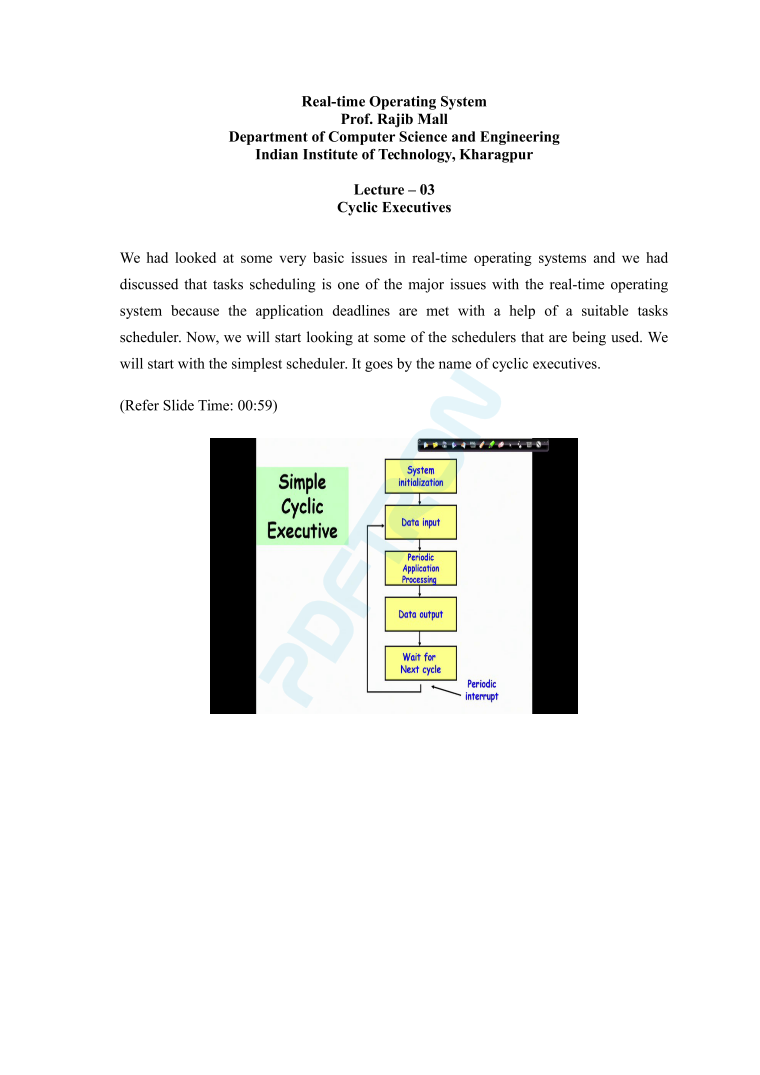 Real-time Operating System
Prof. Rajib Mall
Department of Computer Science and Engineering
Indian Institute of Technology, Kharagpur
Lecture – 03
Cyclic Executives
We had looked at some very basic issues in real-time operating systems and we had
discussed that tasks scheduling is one of the major issues with the real-time operating
system because the application deadlines are met with a help of a suitable tasks
scheduler. Now, we will start looking at some of the schedulers that are being used. We
will start with the simplest scheduler. It goes by the name of cyclic executives.
(Refer Slide Time: 00:59)
Simple
Cyclic
Executive
System
initialization
Data input
Periodic
Application
Processing
Data output
Wait for
Next cycle
Periodic
interrupt
PDFTRON